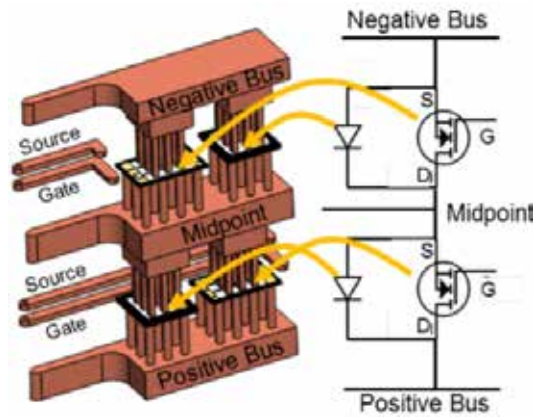 Negative Bus
Negative Bus
Source
Gate
S
G
D
Midpoint
Midpoint
Source
Gate
S
G
D
Positive Bus
Positive Bus